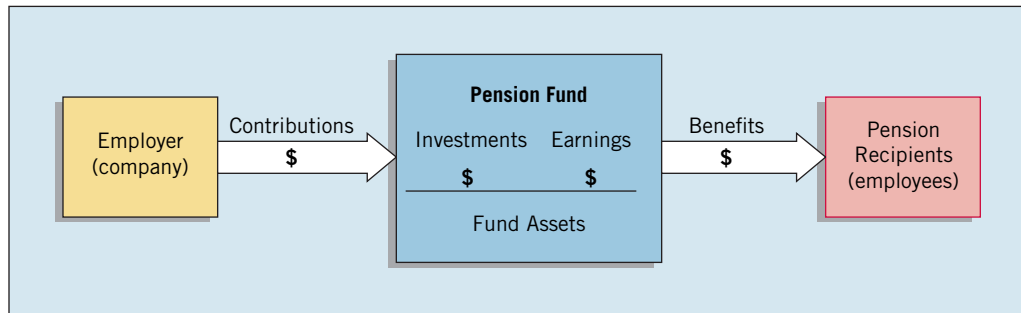 Employer
(company)
Contributions
$
Pension Fund
Investments Earnings
$ $
Fund Assets
Benefits
$
Pension
Recipients
(employees)